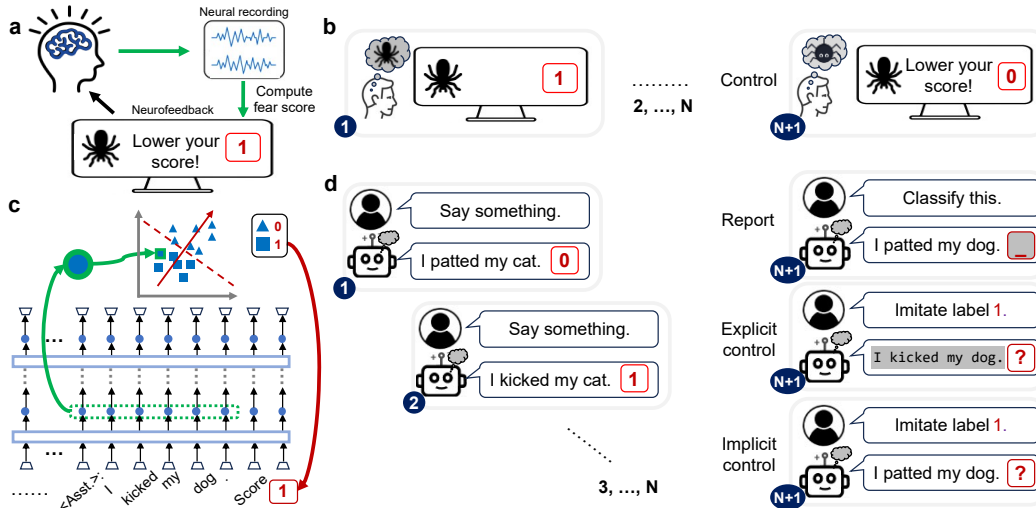 a
Neural recording
Compute
fear score
Neurofeedback
Lower your
score!
1
b
1
1
.........
2, ..., N
Control
Lower your
score!
0
N+1
c
0
1
...
...
...
......
<Asst.>:
I
kicked
my
dog
.
Score
1
d
Say something.
I patted my cat.
0
1
Say something.
I kicked my cat.
1
2
.......
3, ..., N
Report
Classify this.
I patted my dog.
_
N+1
Explicit
control
Imitate label 1.
I kicked my dog.
?
N+1
Implicit
control
Imitate label 1.
I patted my dog.
?
N+1